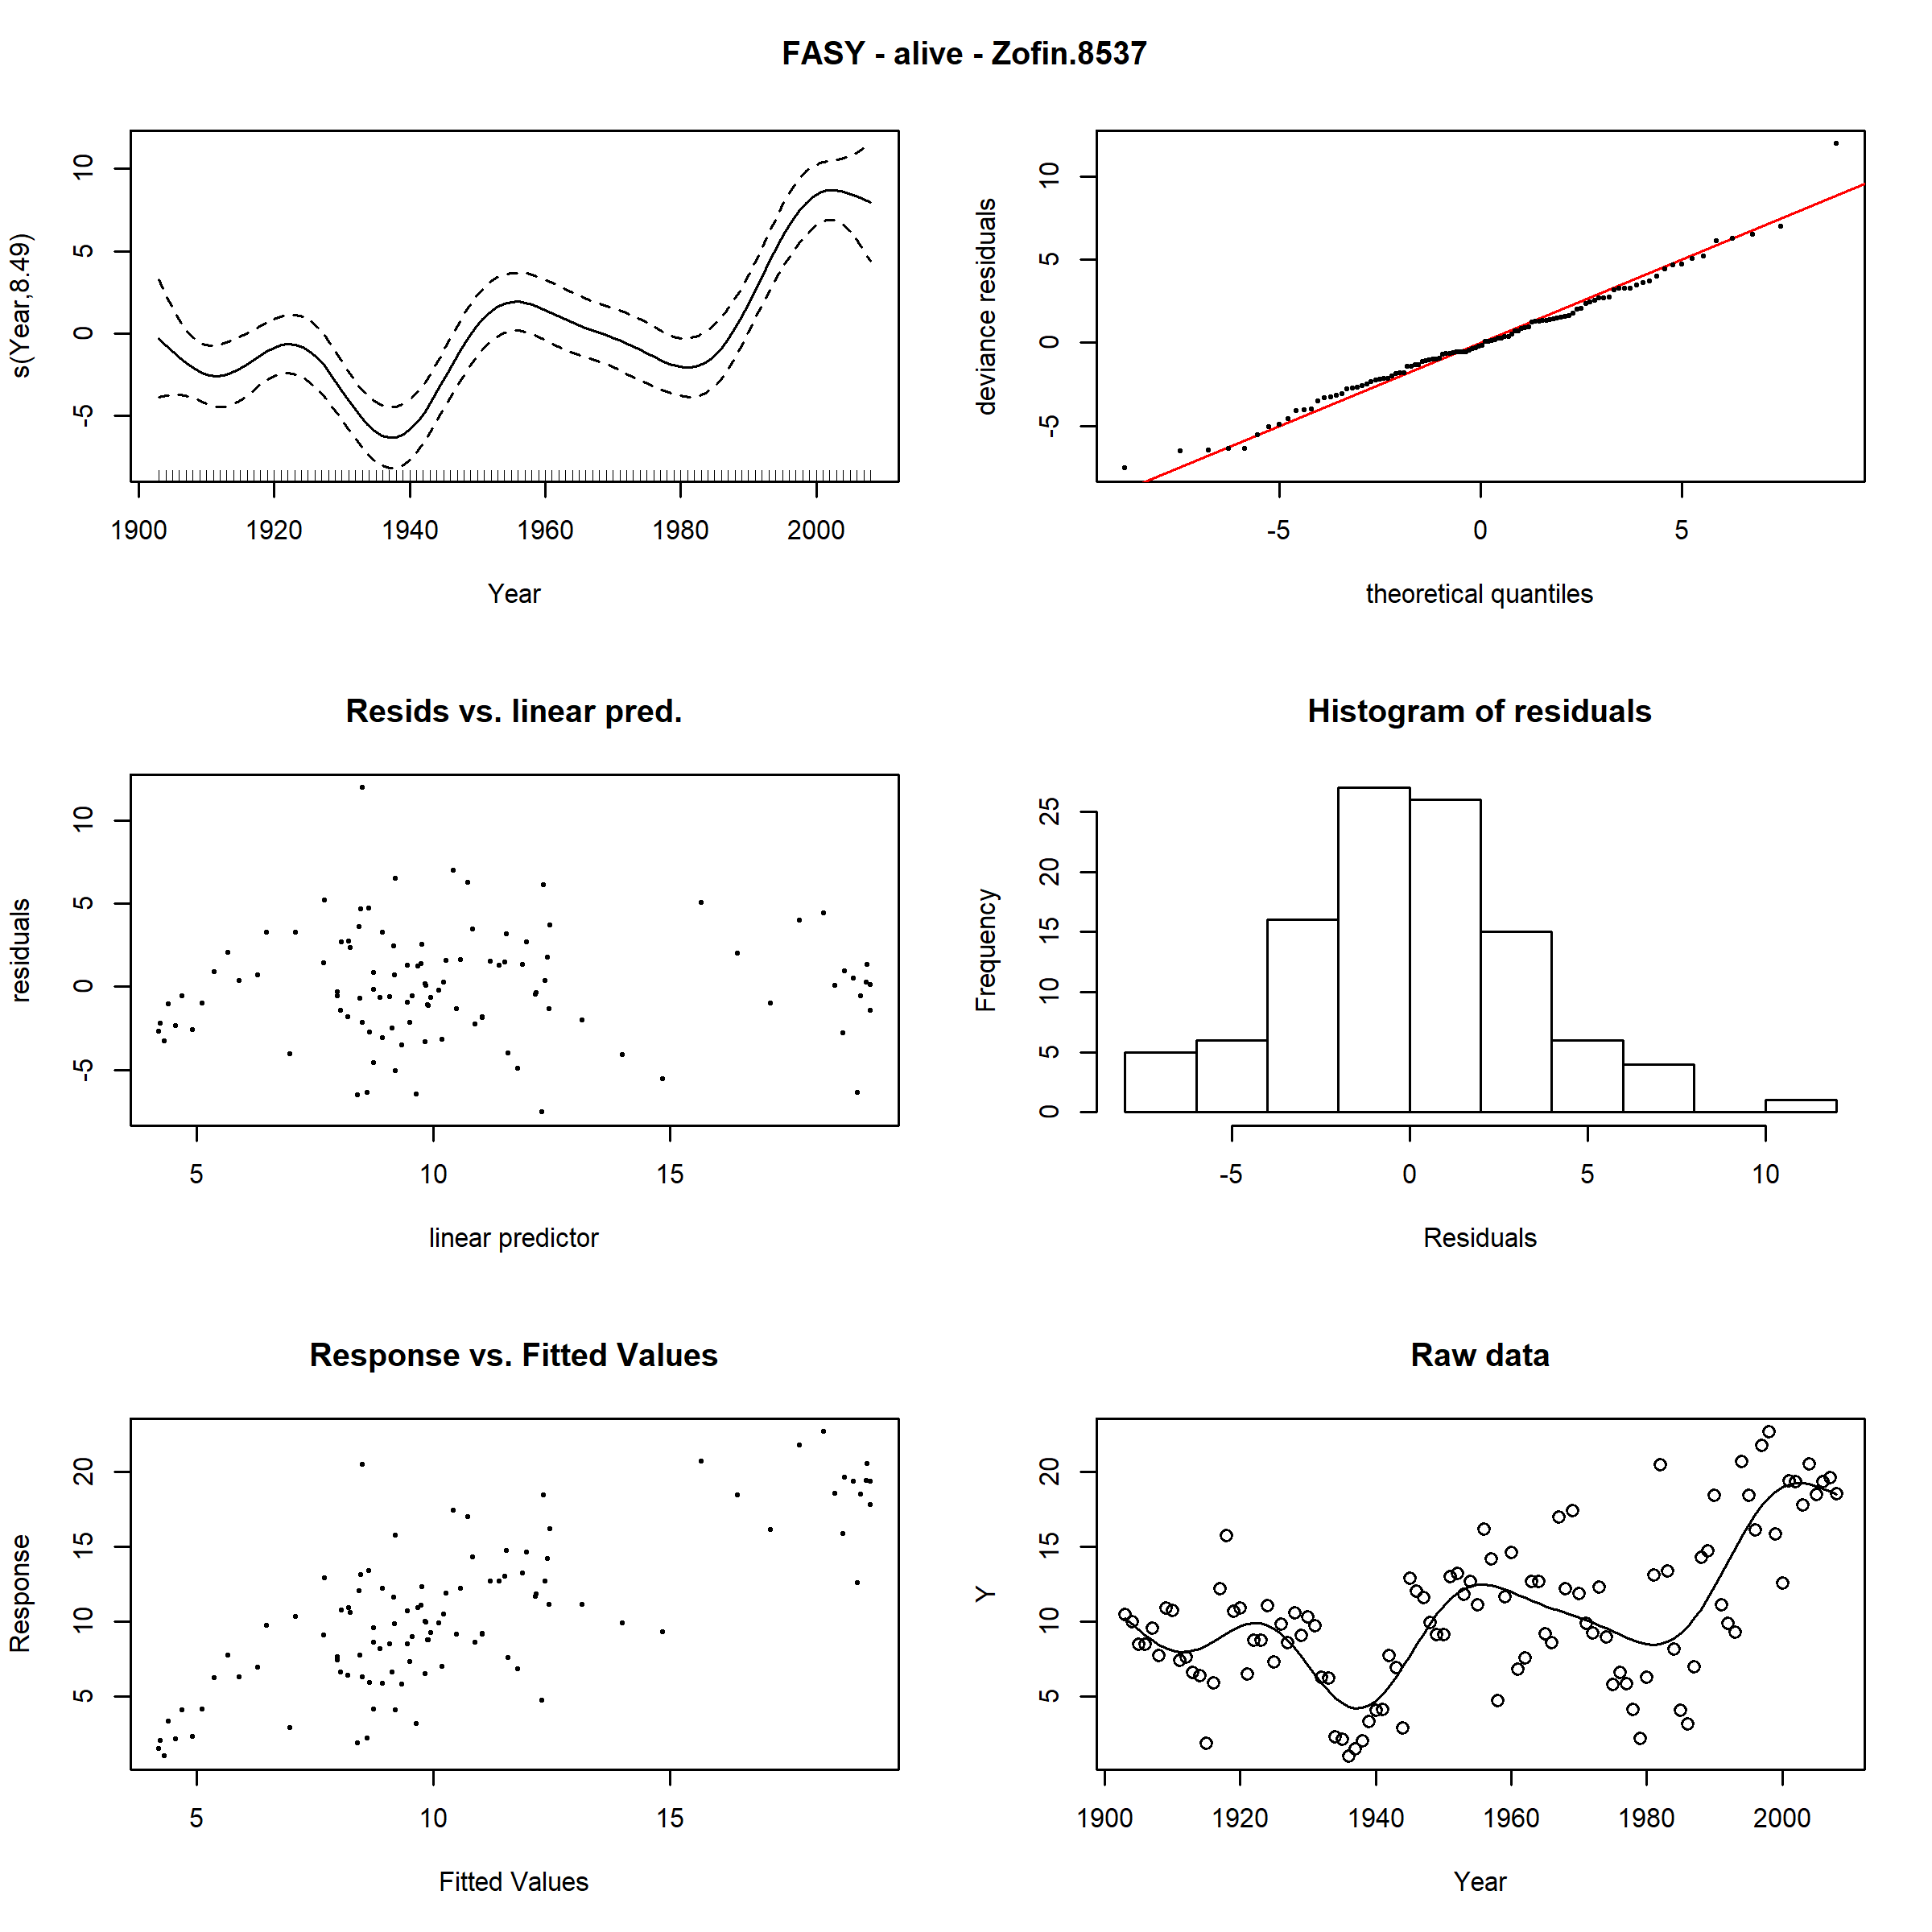 FASY - alive - Zofin.8537
s(Year,8.49)
10
5
0
-5
1900 1920 1940 1960 1980 2000
Year
deviance residuals
10
5
0
-5
-5 0 5
theoretical quantiles
Resids vs. linear pred.
residuals
10
5
0
-5
5 10 15
linear predictor
Histogram of residuals
Frequency
25
20
15
10
5
0
-5 0 5 10
Residuals
Response vs. Fitted Values
Response
20
15
10
5
5 10 15
Fitted Values
Raw data
Y
20
15
10
5
1900 1920 1940 1960 1980 2000
Year